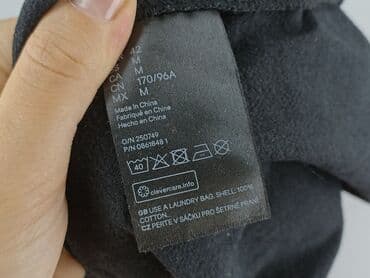 42
M
CA M
CN 170/96A
MX M
Made in China
Fabriqué en China
Hecho en China
O/N 250749
P/N 0861848 1
40
clevercare.info
GB USE A LAUNDRY BAG. SHELL: 100%
COTTON.
CZ PERTE V SÁČKU PRO ŠETRNÉ PRANÍ